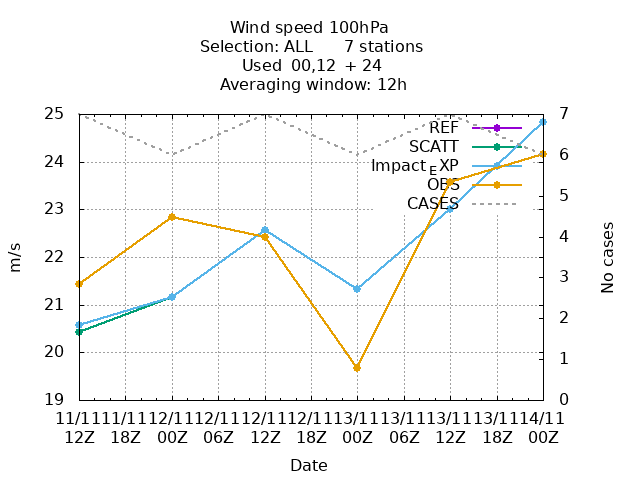 Wind speed 100hPa
Selection: ALL 7 stations
Used 00,12 + 24
Averaging window: 12h
25
24
23
22
21
20
19
7
6
5
4
3
2
1
0
m/s
No cases
REF
SCATT
Impact_EXP
OBS
CASES
11/11 11/11 12/11 12/11 12/11 12/11 13/11 13/11 13/11 13/11 14/11
12Z 18Z 00Z 06Z 12Z 18Z 00Z 06Z 12Z 18Z 00Z
Date